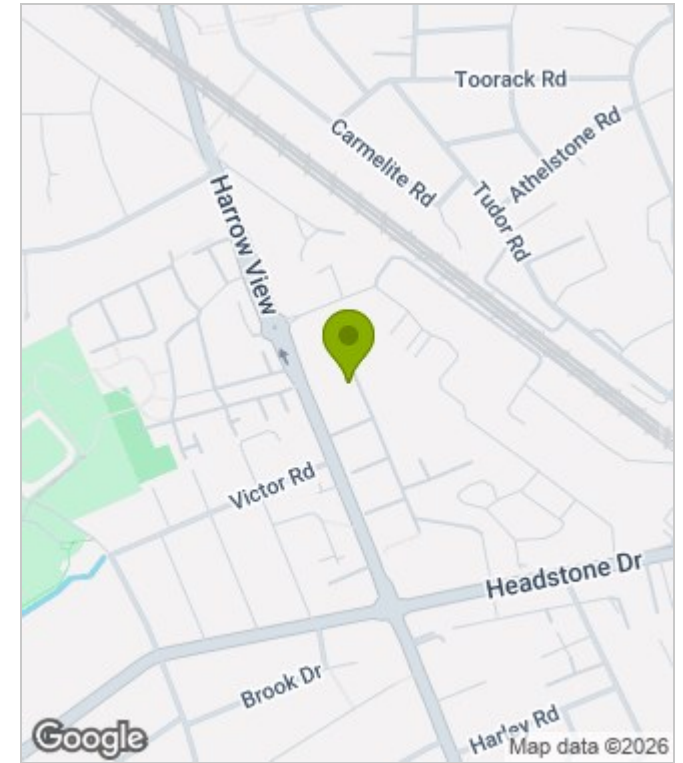 Toorack Rd
Carmelite Rd
Athelstone Rd
Tudor Rd
Harrow View
Victor Rd
Headstone Dr
Brook Dr
Harley Rd
Google
Map data ©2026